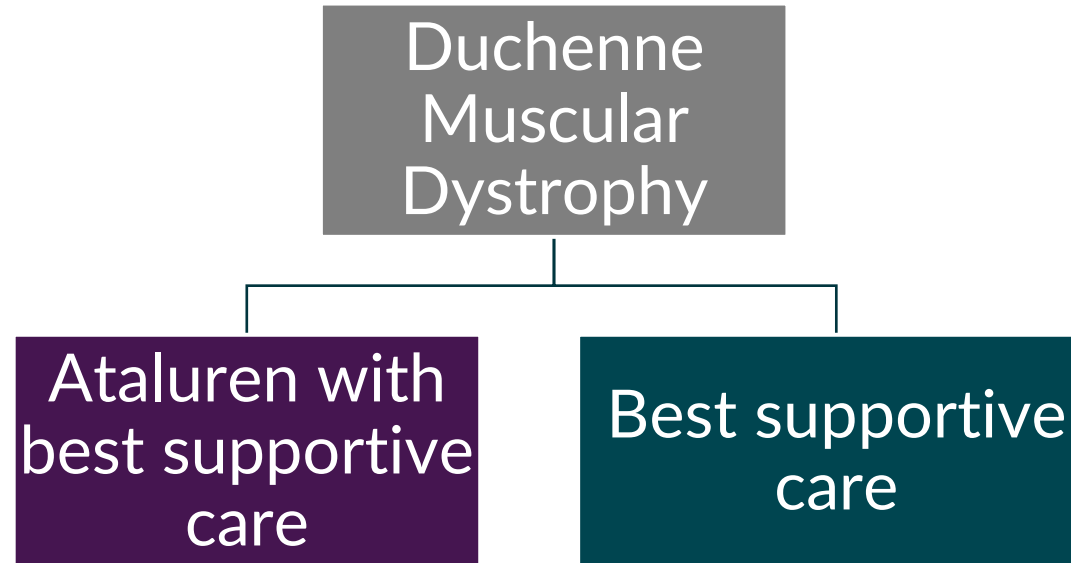 Duchenne
Muscular
Dystrophy
Ataluren with
best supportive
care
Best supportive
care